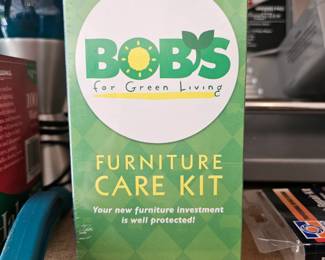 BOB'S
for Green Living
FURNITURE
CARE KIT
Your new furniture investment
is well protected!